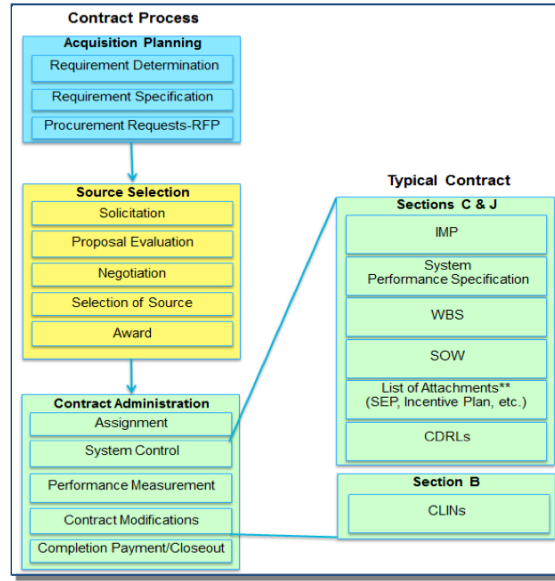 Contract Process
Acquisition Planning
Requirement Determination
Requirement Specification
Procurement Requests-RFP
Source Selection
Solicitation
Proposal Evaluation
Negotiation
Selection of Source
Award
Contract Administration
Assignment
System Control
Performance Measurement
Contract Modifications
Completion Payment/Closeout
Typical Contract
Sections C & J
IMP
System
Performance Specification
WBS
SOW
List of Attachments**
(SEP, Incentive Plan, etc.)
CDRLs
Section B
CLINs